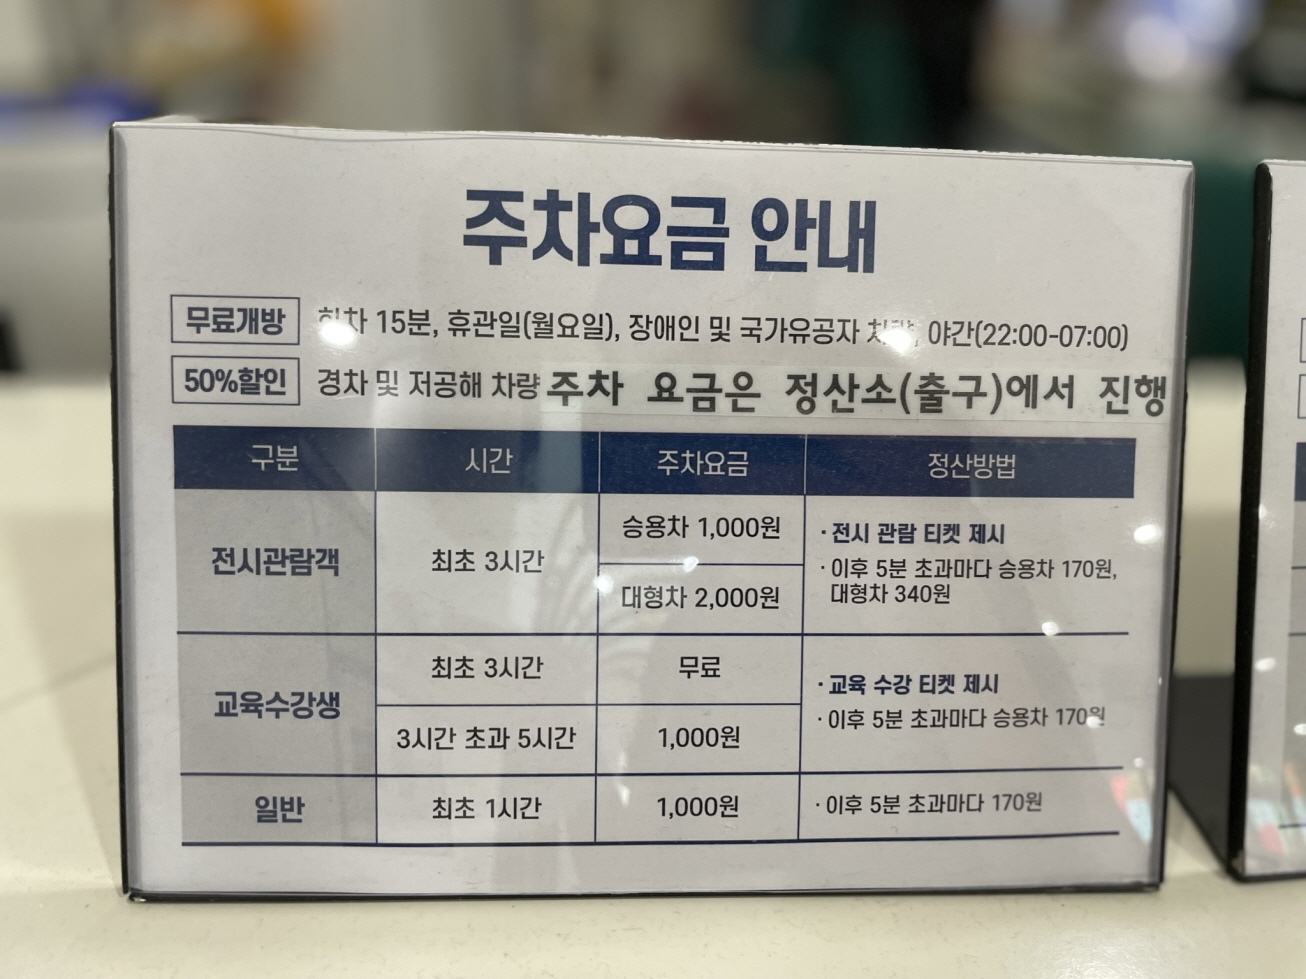 주차요금 안내
무료개방 회차 15분, 휴관일(월요일), 장애인 및 국가유공자 차량, 야간(22:00-07:00)
50%할인 경차 및 저공해 차량 주차 요금은 정산소(출구)에서 진행
구분 시간 주차요금 정산방법
전시관람객 최초 3시간 승용차 1,000원
대형차 2,000원
· 전시 관람 티켓 제시
· 이후 5분 초과마다 승용차 170원,
대형차 340원
교육수강생 최초 3시간 무료
3시간 초과 5시간 1,000원
· 교육 수강 티켓 제시
· 이후 5분 초과마다 승용차 170원
일반 최초 1시간 1,000원 · 이후 5분 초과마다 170원